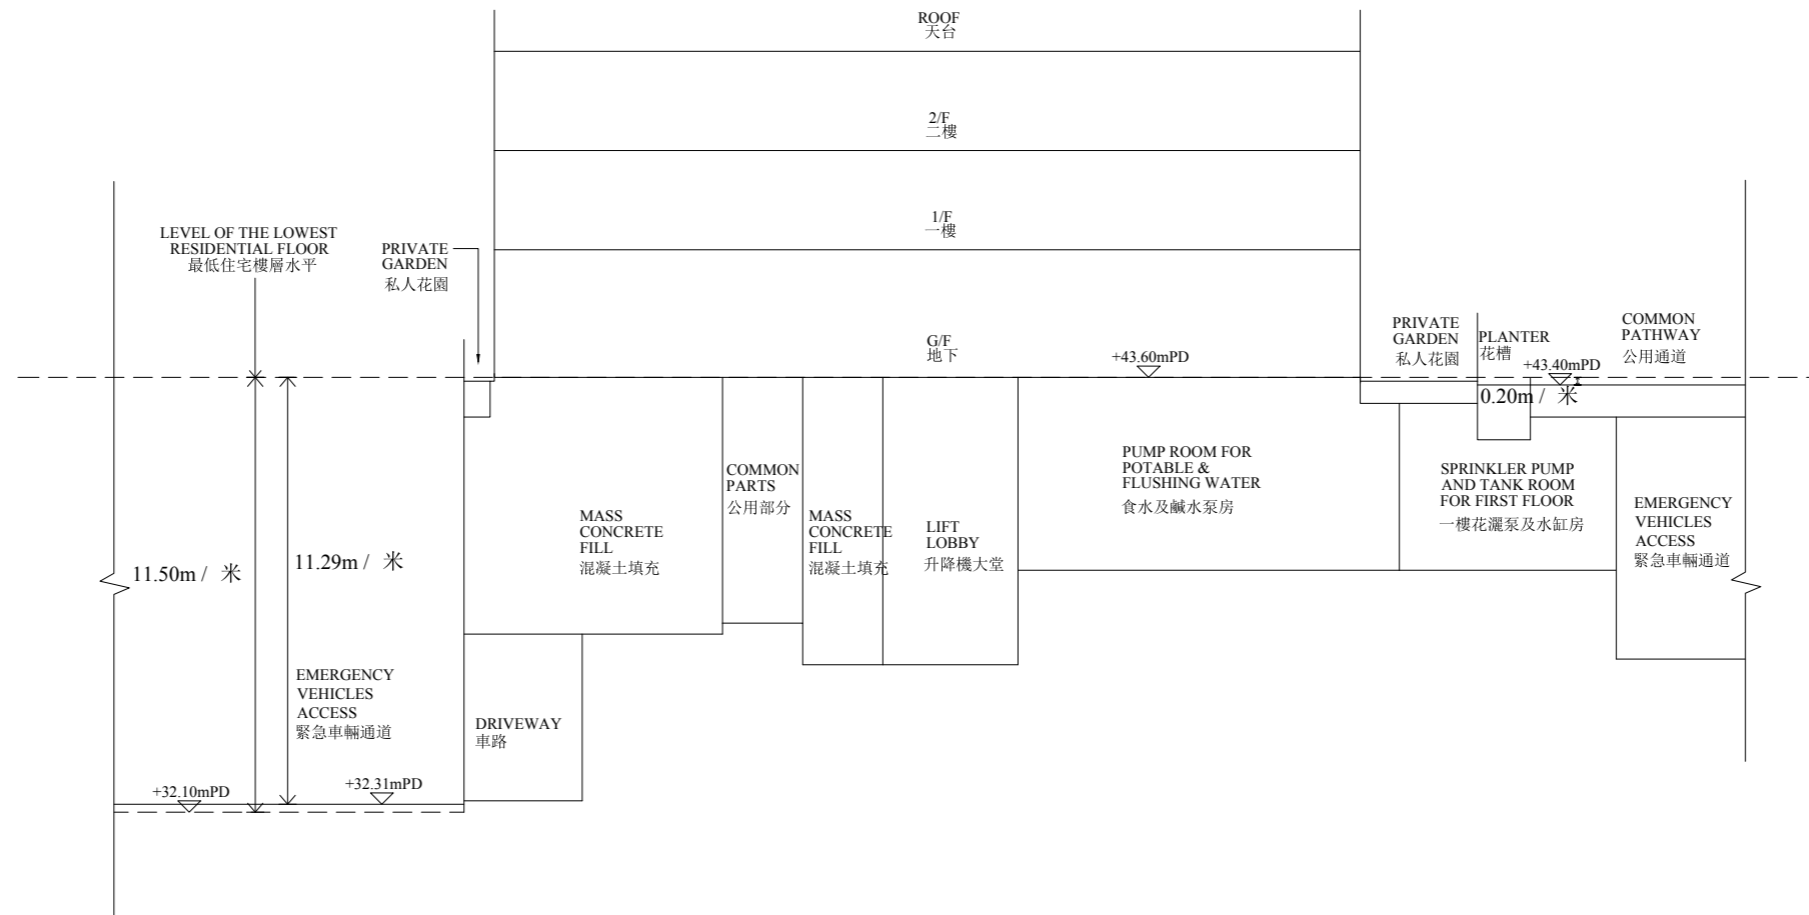 ROOF
天台
2/F
二樓
1/F
一樓
LEVEL OF THE LOWEST
RESIDENTIAL FLOOR
最低住宅樓層水平
PRIVATE
GARDEN
私人花園
G/F
地下
+43.60mPD
PRIVATE
GARDEN
私人花園
PLANTER
花槽
COMMON
PATHWAY
公用通道
+43.40mPD
0.20m / 米
11.50m / 米
11.29m / 米
MASS
CONCRETE
FILL
混凝土填充
COMMON
PARTS
公用部分
MASS
CONCRETE
FILL
混凝土填充
LIFT
LOBBY
升降機大堂
PUMP ROOM FOR
POTABLE &
FLUSHING WATER
食水及鹹水泵房
SPRINKLER PUMP
AND TANK ROOM
FOR FIRST FLOOR
一樓花灑泵及水缸房
EMERGENCY
VEHICLES
ACCESS
緊急車輛通道
EMERGENCY
VEHICLES
ACCESS
緊急車輛通道
DRIVEWAY
車路
+32.10mPD
+32.31mPD